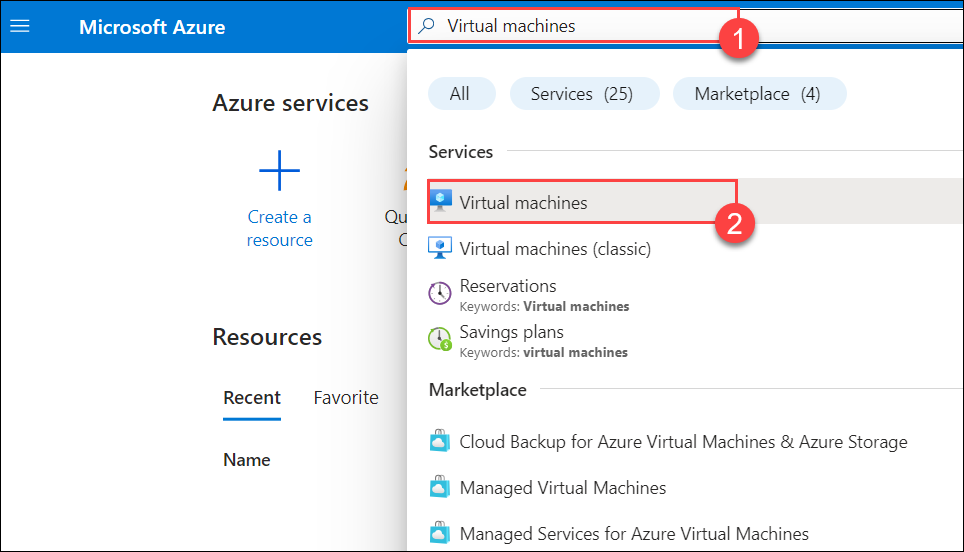 Microsoft Azure
Virtual machines
1
All
Services (25)
Marketplace (4)
Azure services
Create a
resource
Qu
C
Services
Virtual machines
2
Virtual machines (classic)
Reservations
Keywords: Virtual machines
Savings plans
Keywords: virtual machines
Resources
Recent
Favorite
Name
Marketplace
Cloud Backup for Azure Virtual Machines & Azure Storage
Managed Virtual Machines
Managed Services for Azure Virtual Machines